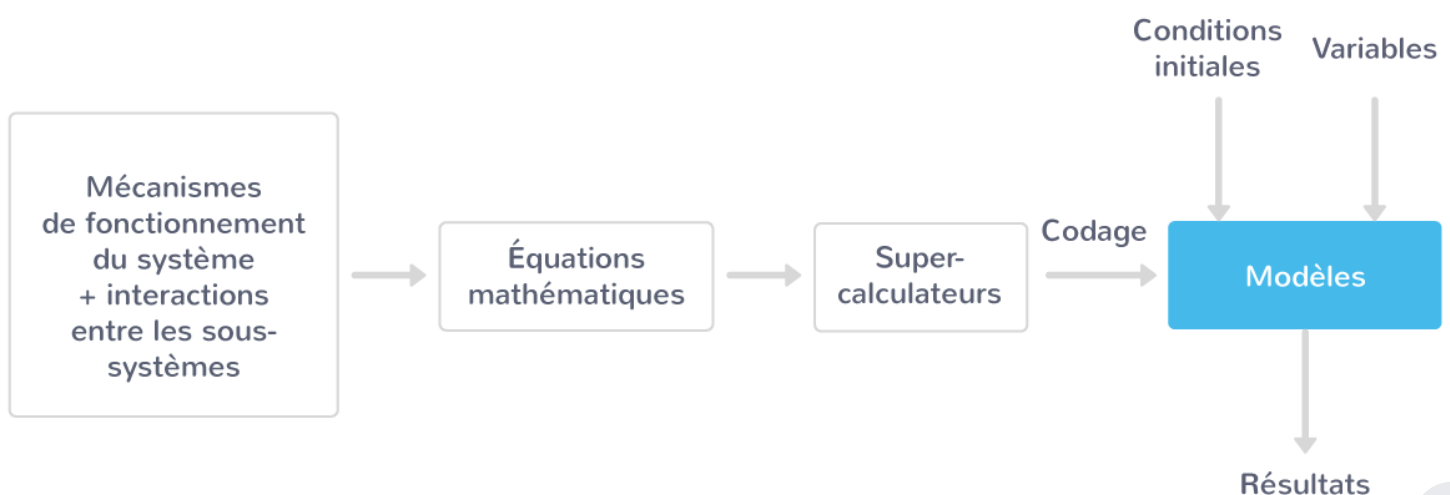 Conditions
initiales
Variables
Mécanismes
de fonctionnement
du système
+ interactions
entre les sous-
systèmes
Équations
mathématiques
Super-
calculateurs
Codage
Modèles
Résultats